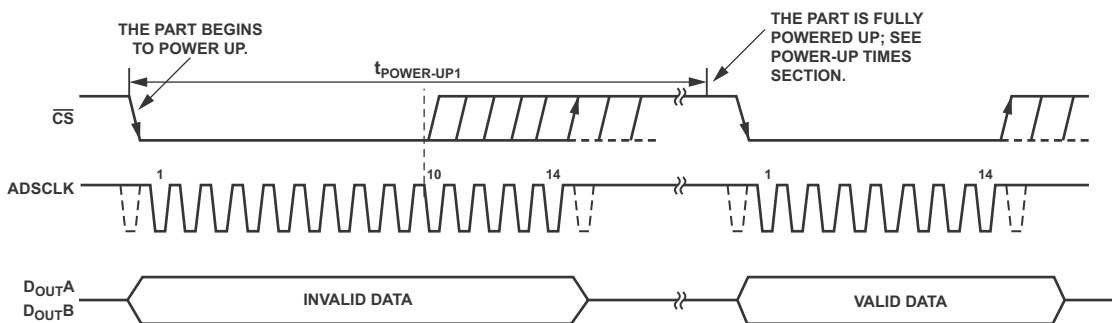 THE PART BEGINS
TO POWER UP.
THE PART IS FULLY
POWERED UP; SEE
POWER-UP TIMES
SECTION.
tPOWER-UP1
CS
ADSCLK
1
10
14
1
14
DOUTA
DOUTB
INVALID DATA
VALID DATA